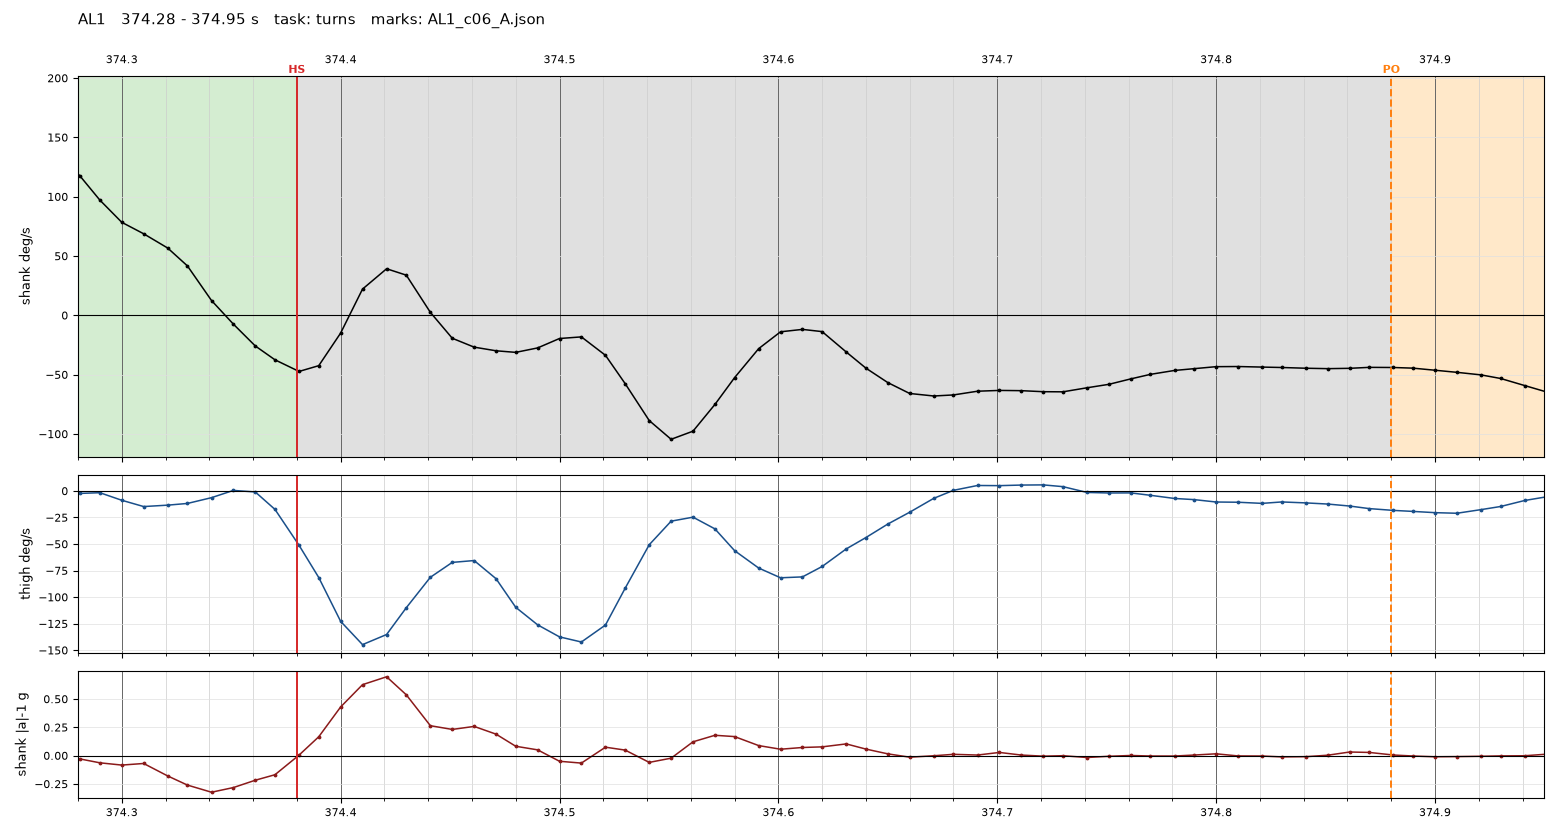 AL1   374.28 - 374.95 s   task: turns   marks: AL1_c06_A.json
374.3 374.4 374.5 374.6 374.7 374.8 374.9
HS PO
200
150
100
50
0
−50
−100
shank deg/s
0
−25
−50
−75
−100
−125
−150
thigh deg/s
0.50
0.25
0.00
−0.25
shank |a|-1 g
374.3 374.4 374.5 374.6 374.7 374.8 374.9